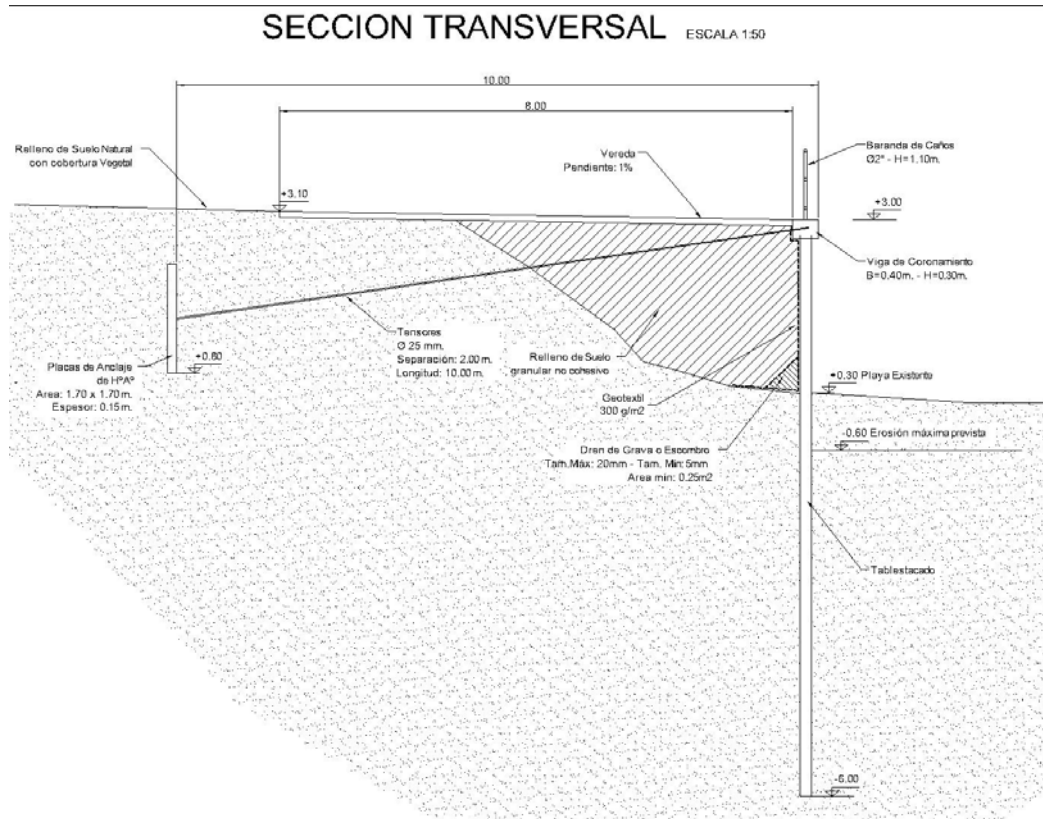 SECCION TRANSVERSAL ESCALA 1:50
10.00
8.00
Relleno de Suelo Natural
con cobertura Vegetal
Vereda
Pendiente: 1%
Baranda de Caños
Ø2" - H=1.10m.
+3.10
+3.00
Viga de Coronamiento
B=0.40m. - H=0.30m.
Tensores
Ø 25 mm.
Separación: 2.00 m.
Longitud: 10.00 m.
+0.60
Placas de Anclaje
de HºAº
Area: 1.70 x 1.70 m.
Espesor: 0.15 m.
Relleno de Suelo
granular no cohesivo
+0.30 Playa Existente
Geotextil
300 g/m2
-0.60 Erosión máxima prevista
Dren de Grava o Escombro
Tam.Máx: 20mm - Tam. Min: 5mm
Area min: 0.25m2
Tablestacado
-6.00